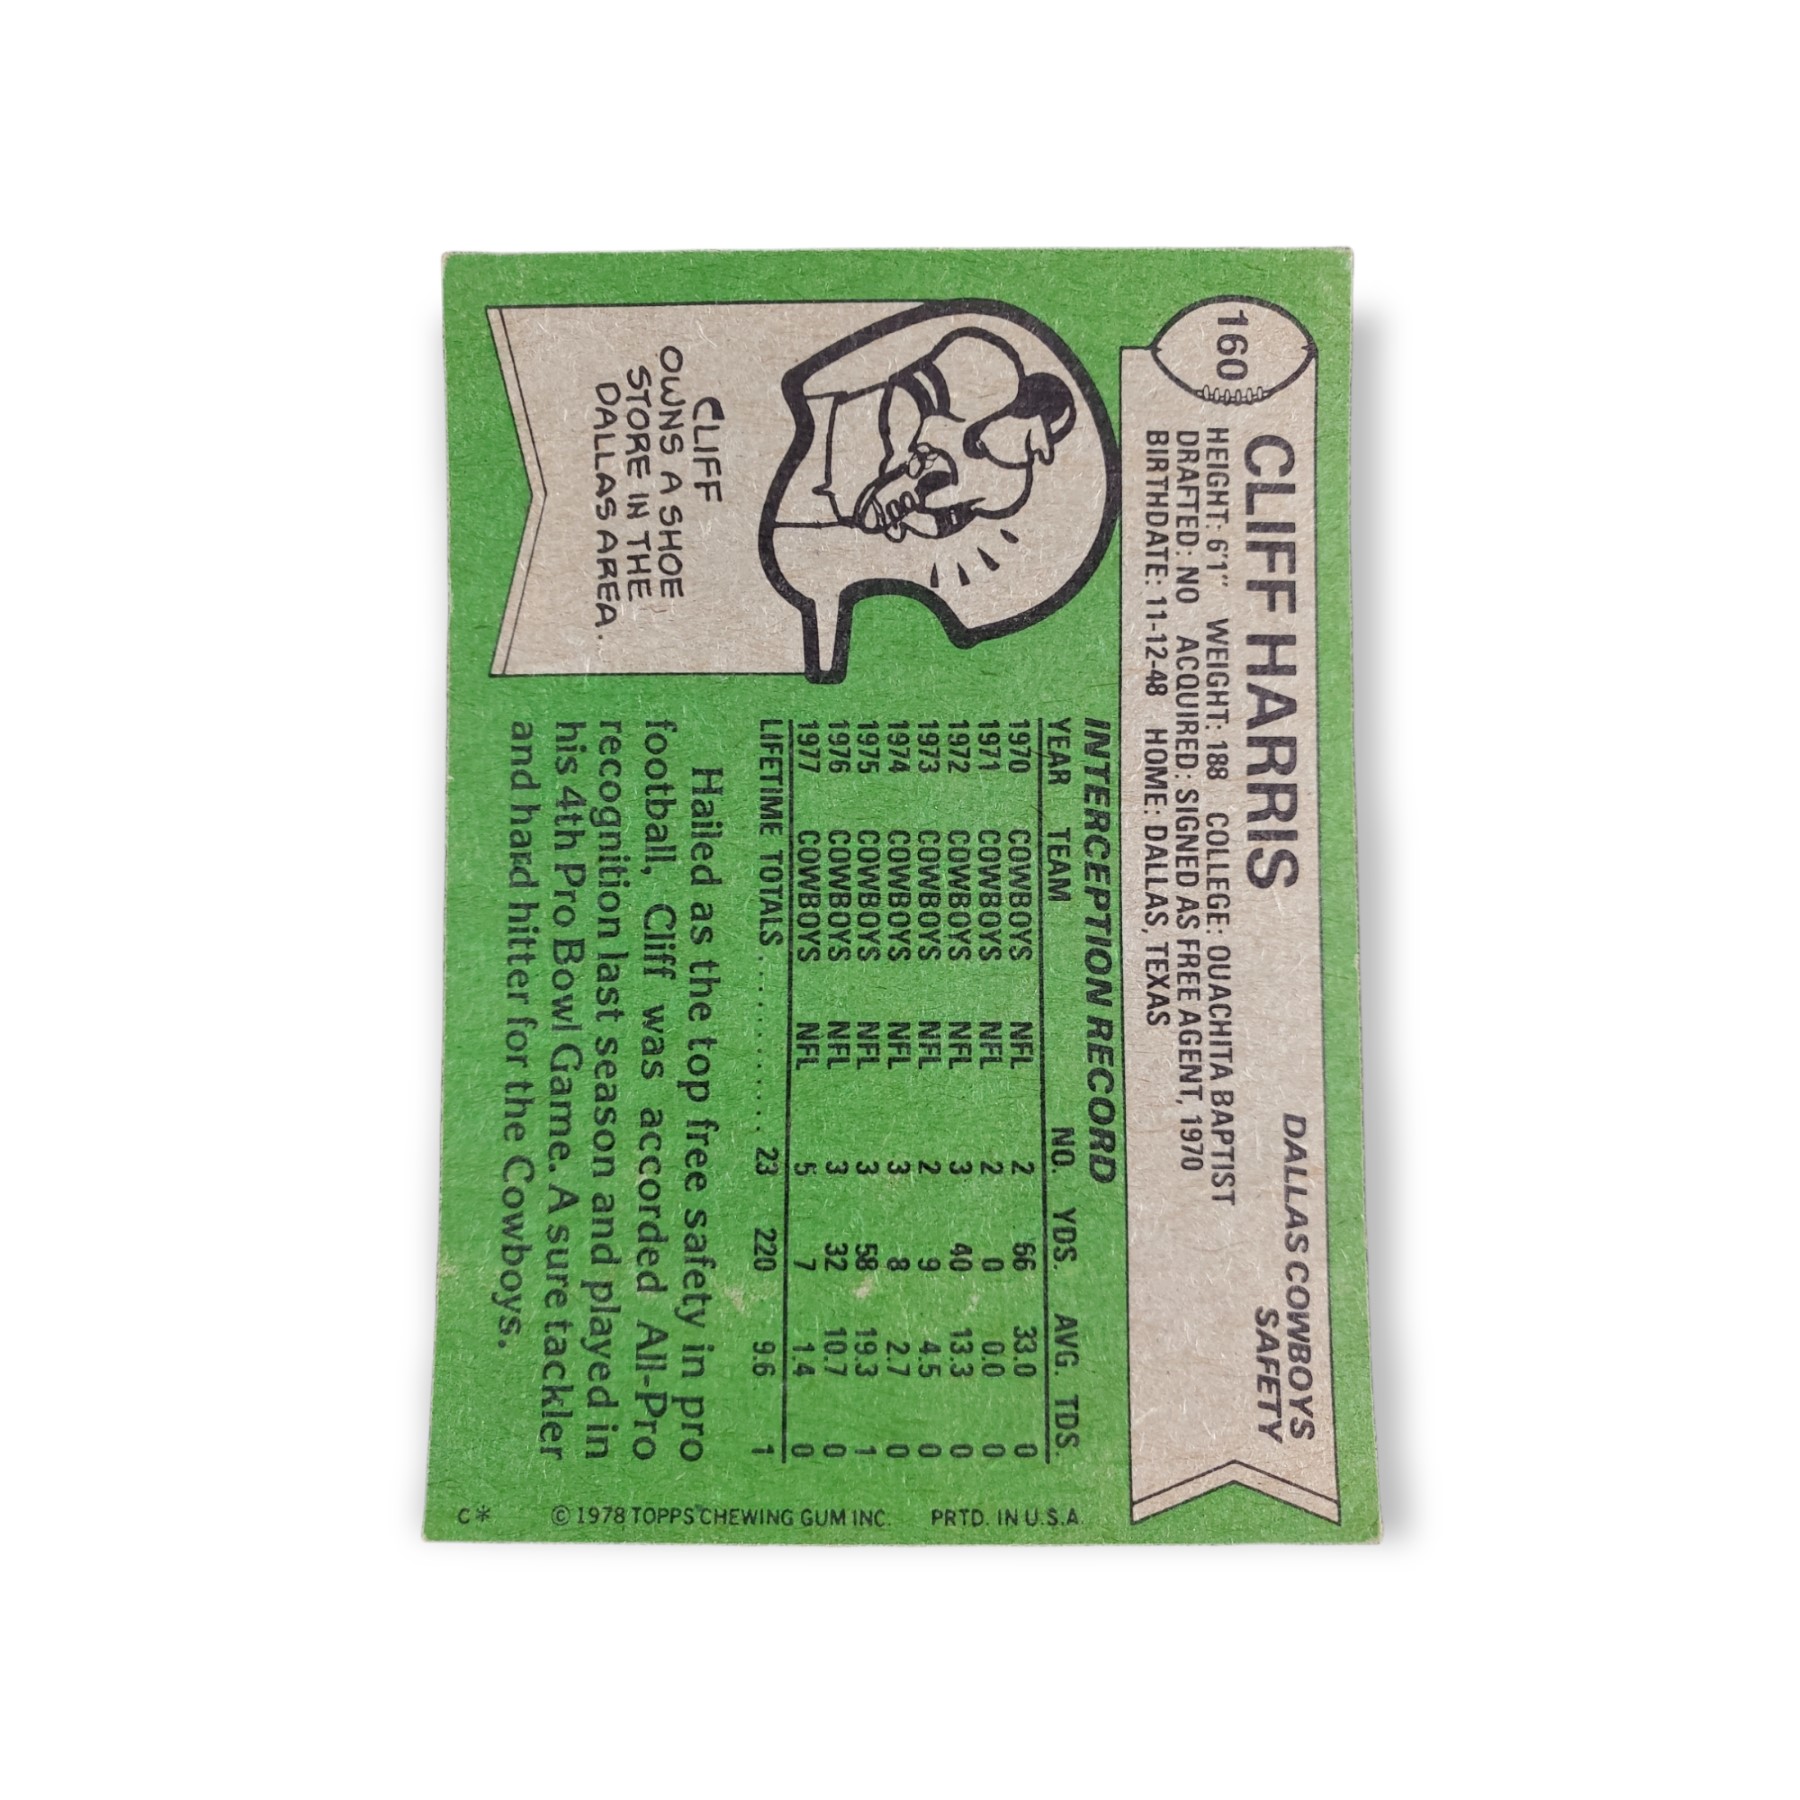 160
CLIFF HARRIS
DALLAS COWBOYS
SAFETY
HEIGHT: 6'1" WEIGHT: 188 COLLEGE: OUACHITA BAPTIST
DRAFTED: NO ACQUIRED: SIGNED AS FREE AGENT, 1970
BIRTHDATE: 11-12-48 HOME: DALLAS, TEXAS
CLIFF
OWNS A SHOE
STORE IN THE
DALLAS AREA.
INTERCEPTION RECORD
YEAR TEAM NO. YDS. AVG. TDS.
1970 COWBOYS NFL 2 66 33.0 0
1971 COWBOYS NFL 2 0 0.0 0
1972 COWBOYS NFL 3 40 13.3 0
1973 COWBOYS NFL 2 9 4.5 0
1974 COWBOYS NFL 3 8 2.7 0
1975 COWBOYS NFL 3 58 19.3 1
1976 COWBOYS NFL 3 32 10.7 0
1977 COWBOYS NFL 5 7 1.4 0
LIFETIME TOTALS .......... 23 220 9.6 1
Hailed as the top free safety in pro
football, Cliff was accorded All-Pro
recognition last season and played in
his 4th Pro Bowl Game. A sure tackler
and hard hitter for the Cowboys.
C* © 1978 TOPPS CHEWING GUM INC. PRTD. IN U.S.A.